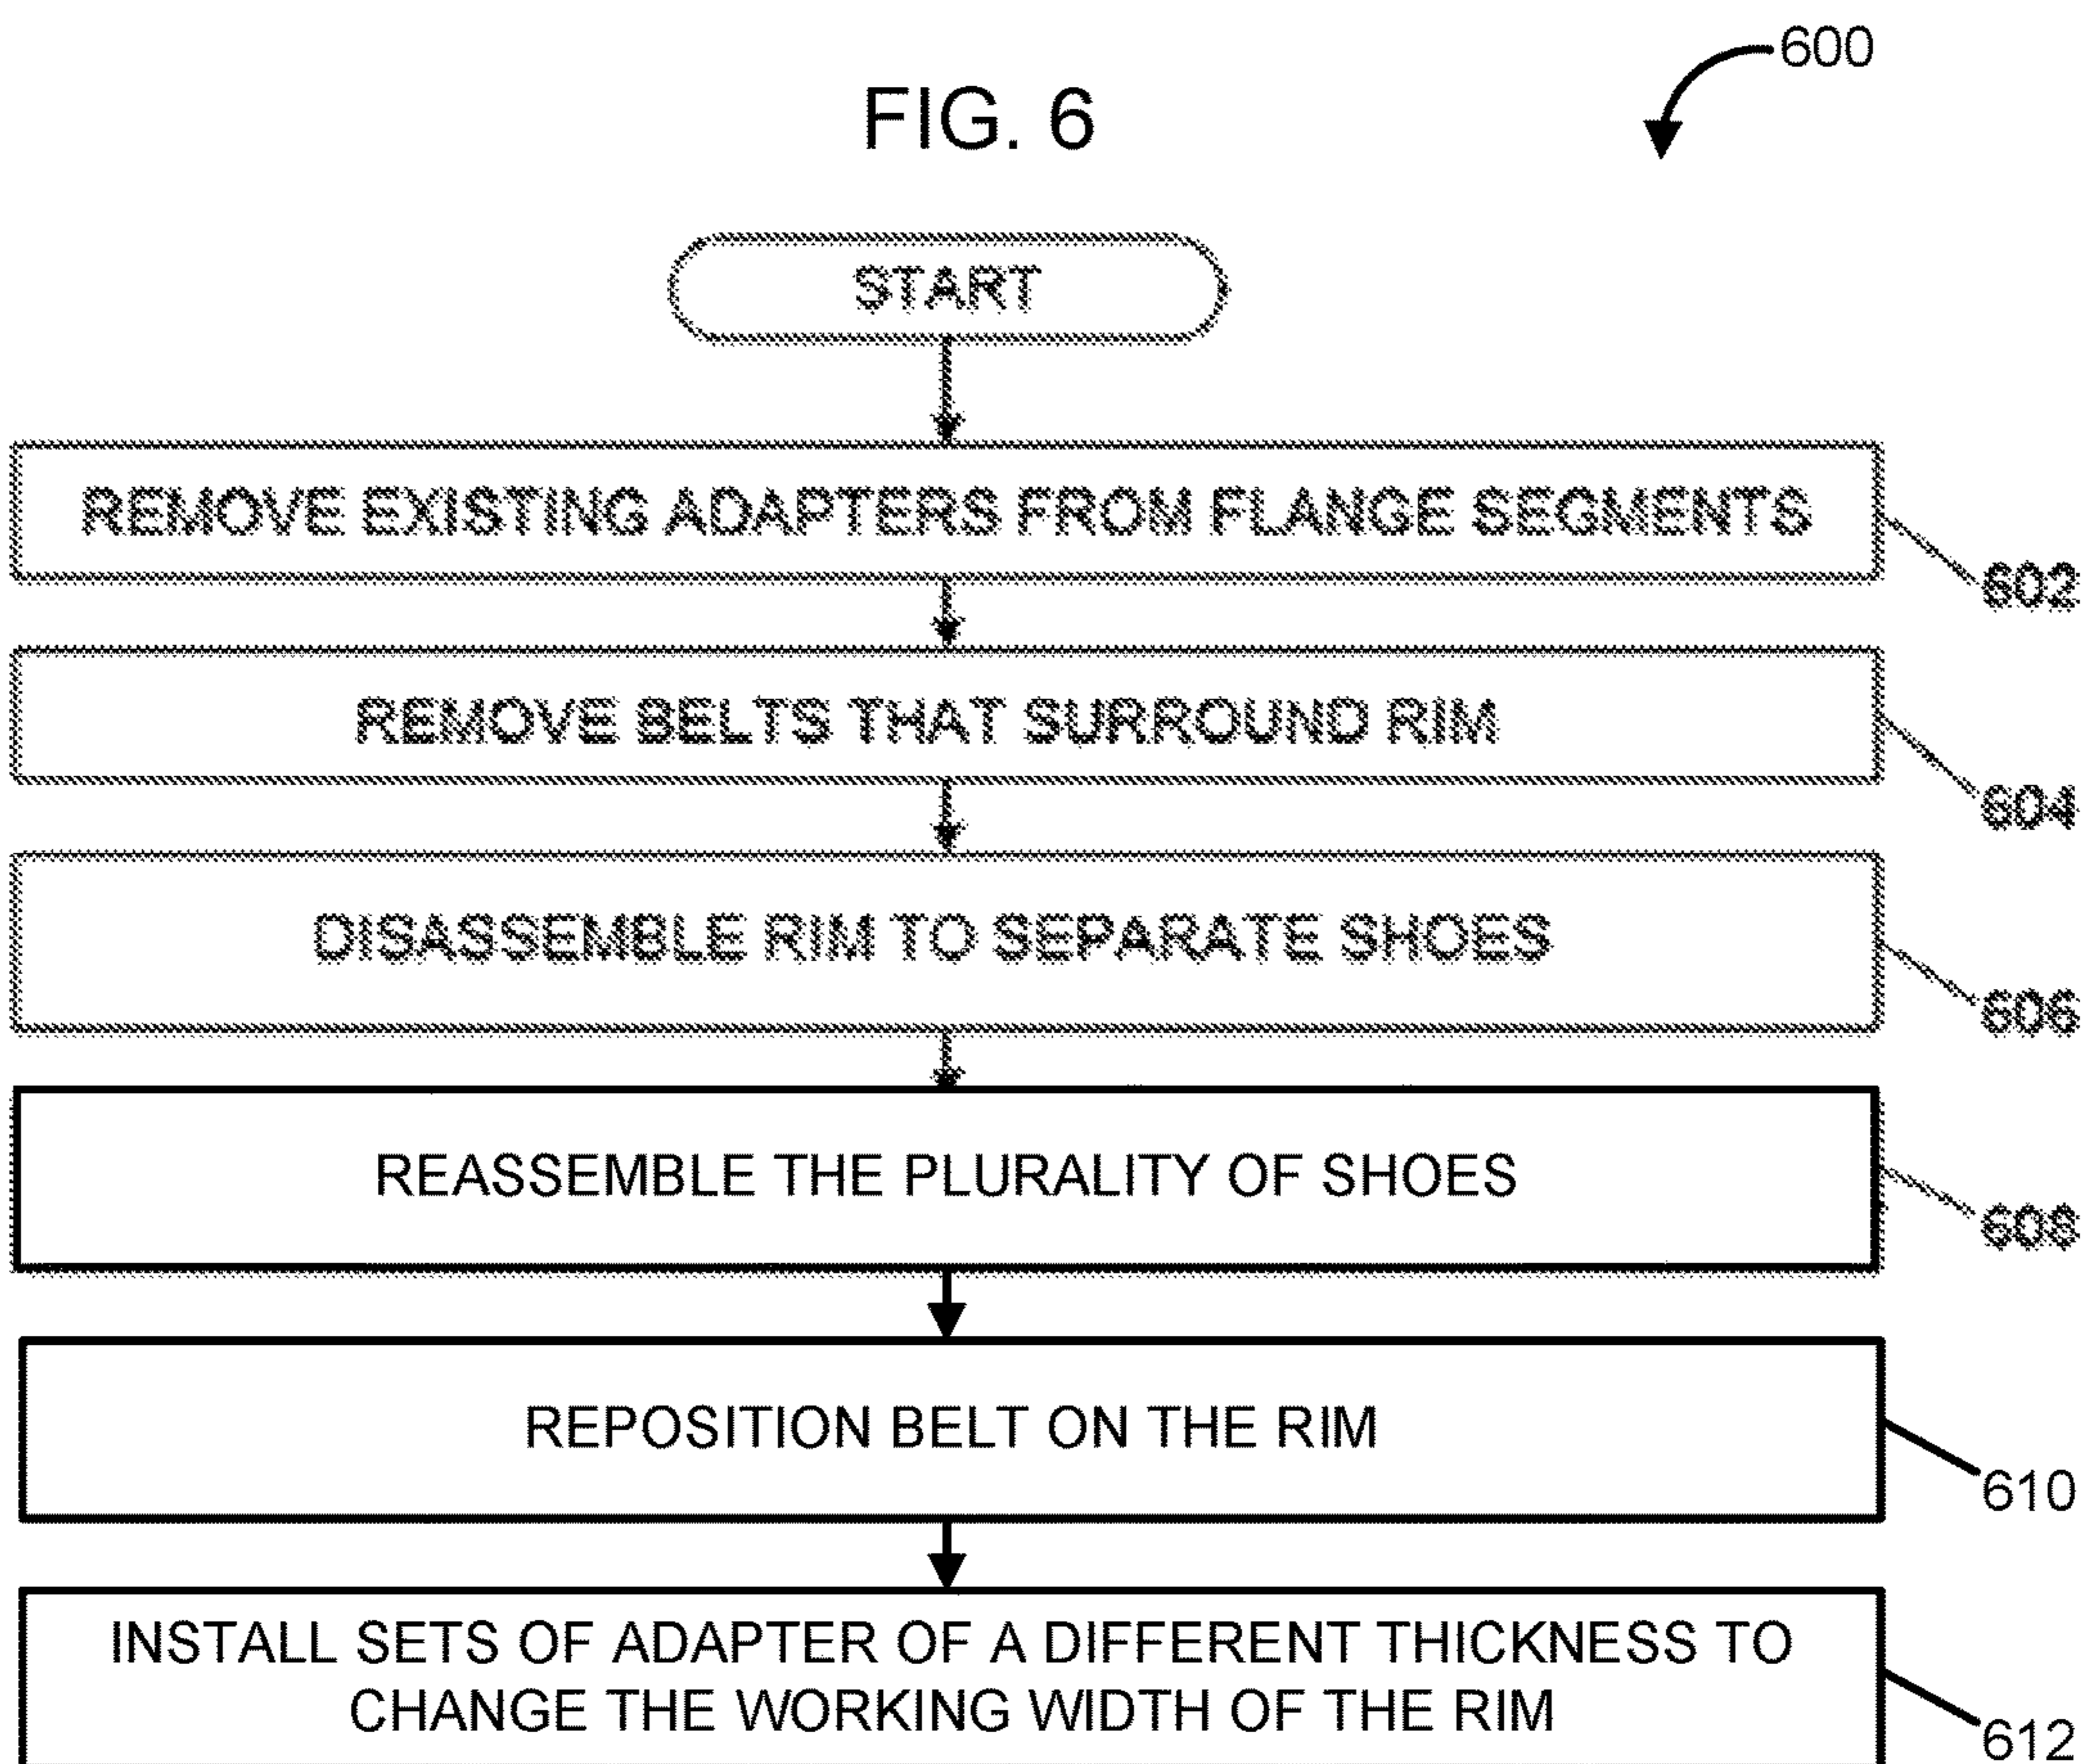 600
FIG. 6
START
REMOVE EXISTING ADAPTERS FROM FLANGE SEGMENTS
602
REMOVE BELTS THAT SURROUND RIM
604
DISASSEMBLE RIM TO SEPARATE SHOES
606
REASSEMBLE THE PLURALITY OF SHOES
608
REPOSITION BELT ON THE RIM
610
INSTALL SETS OF ADAPTER OF A DIFFERENT THICKNESS TO
CHANGE THE WORKING WIDTH OF THE RIM
612